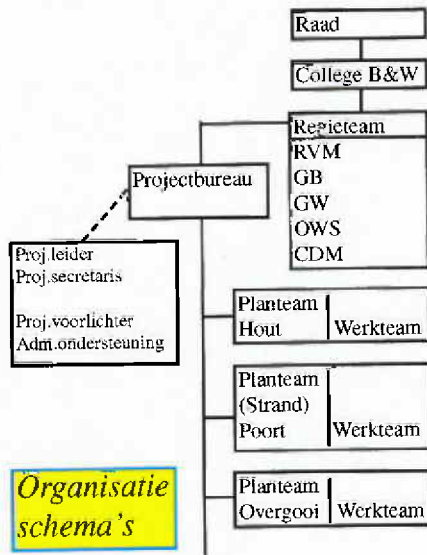 Raad
College B&W
Regieteam
RVM
GB
GW
OWS
CDM
Projectbureau
Proj.leider
Proj.secretaris
Proj.voorlichter
Adm.ondersteuning
Planteam
Hout Werkteam
Planteam
(Strand)
Poort Werkteam
Planteam
Overgooi Werkteam
Organisatie
schema's